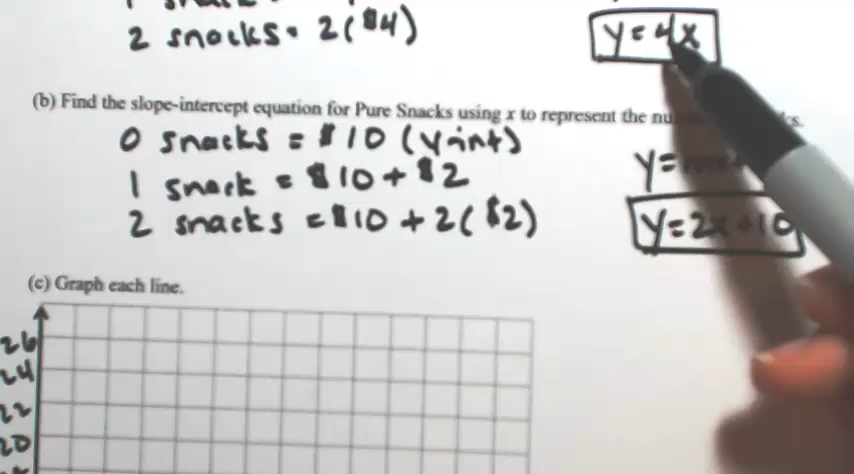 1 snack
2 snacks = 2($4)
y=4x
(b) Find the slope-intercept equation for Pure Snacks using x to represent the
0 snacks = $10 (y-int)
y=
1 snack = $10 + $2
2 snacks = $10 + 2($2)
y=2x+10
(c) Graph each line.
26
24
22
20